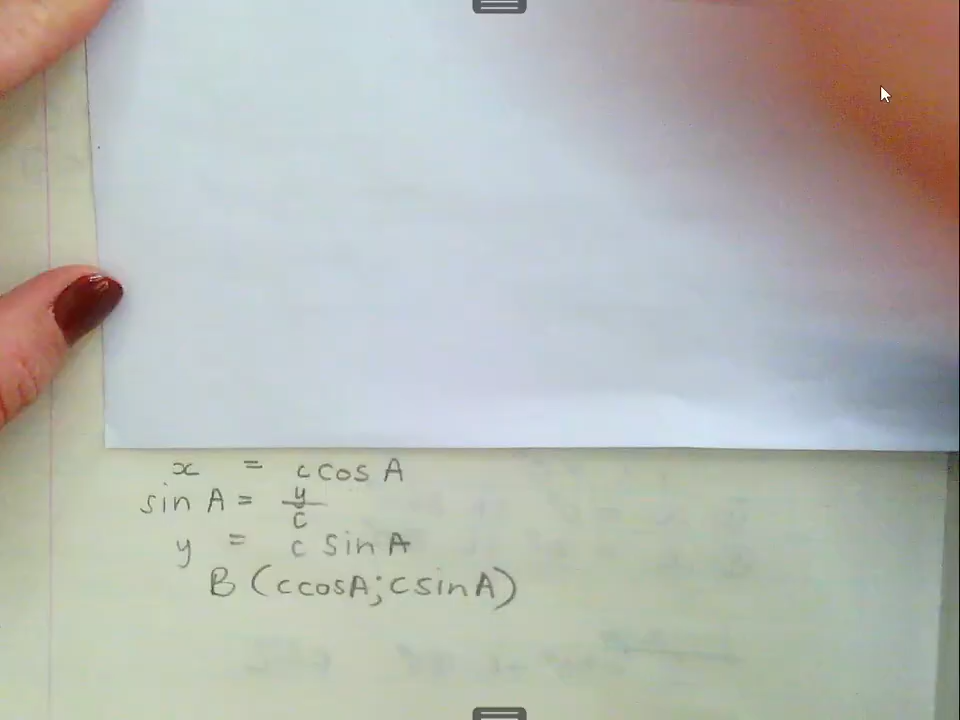 x = c cos A
sin A = y/c
y = c sin A
B (c cos A; c sin A)